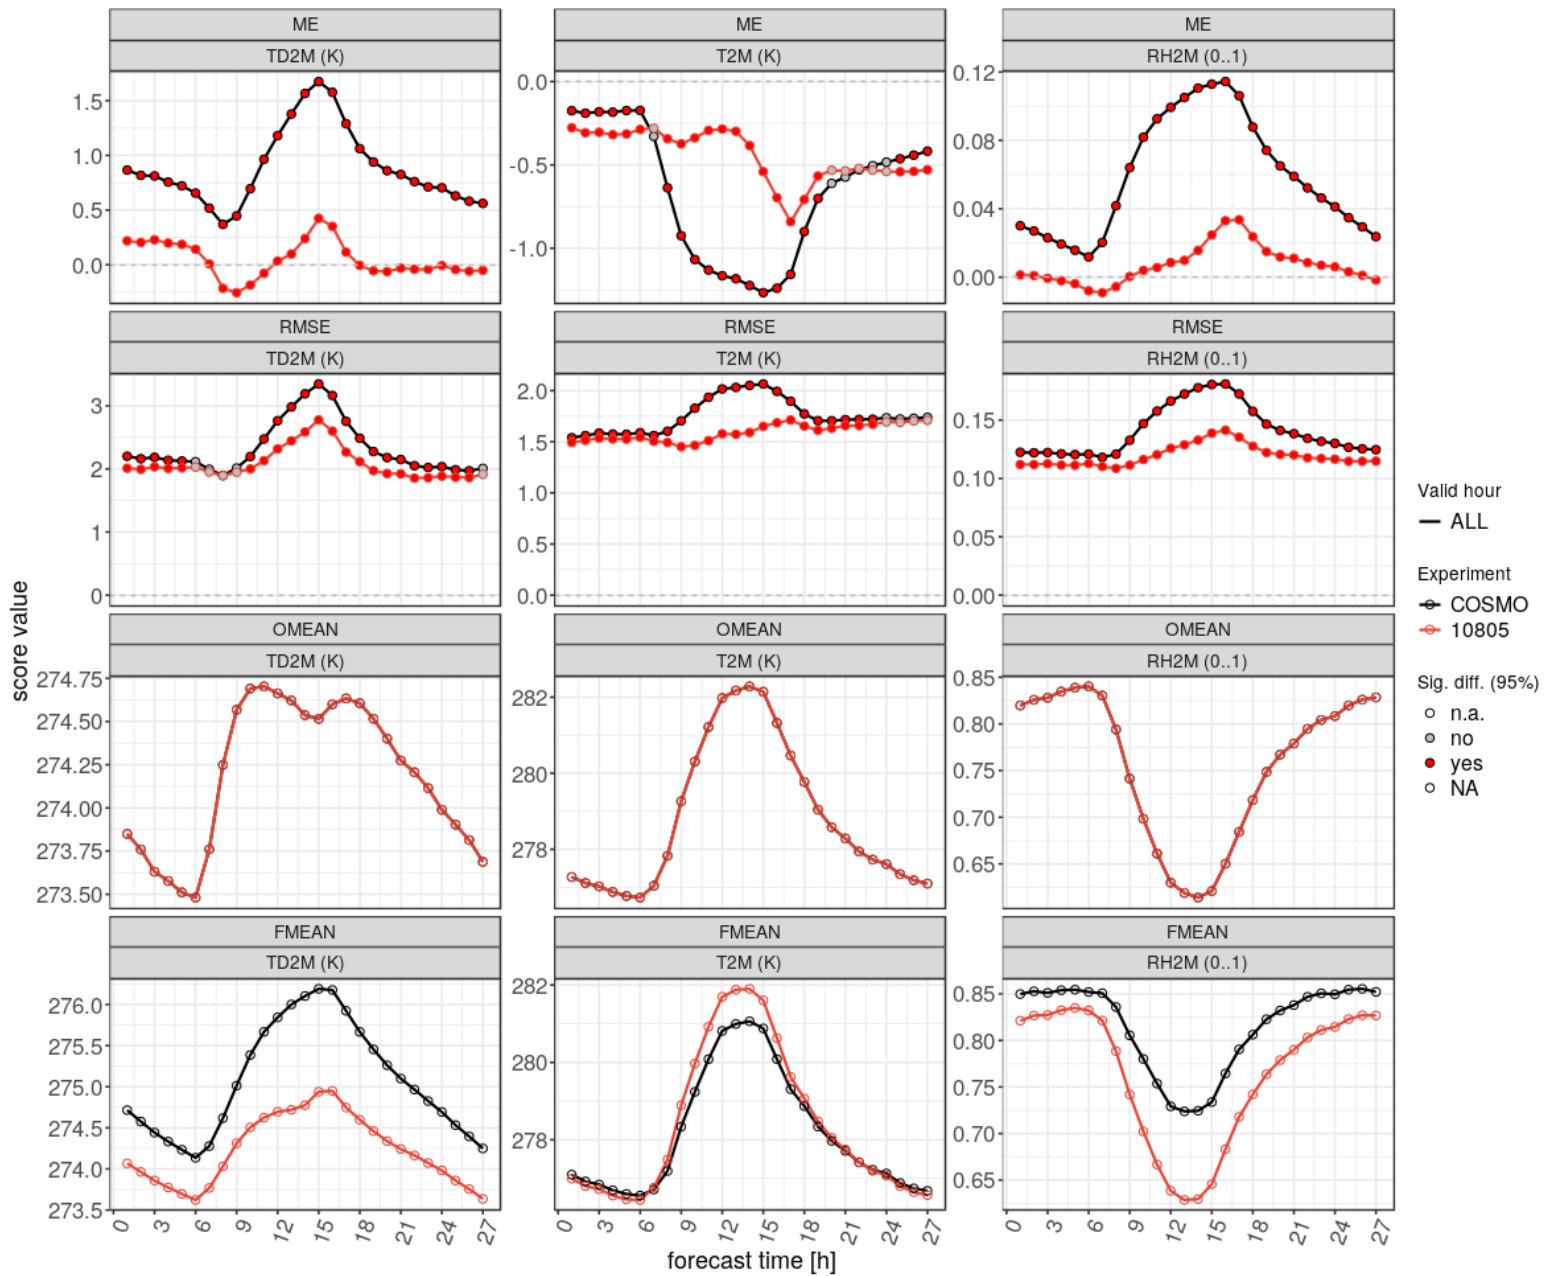 ME
ME
ME
TD2M (K)
T2M (K)
RH2M (0..1)
1.5
1.0
0.5
0.0
0.0
-0.5
-1.0
0.12
0.08
0.04
0.00
RMSE
RMSE
RMSE
TD2M (K)
T2M (K)
RH2M (0..1)
3
2
1
0
2.0
1.5
1.0
0.5
0.0
0.15
0.10
0.05
0.00
OMEAN
OMEAN
OMEAN
TD2M (K)
T2M (K)
RH2M (0..1)
274.75
274.50
274.25
274.00
273.75
273.50
282
280
278
0.85
0.80
0.75
0.70
0.65
FMEAN
FMEAN
FMEAN
TD2M (K)
T2M (K)
RH2M (0..1)
276.0
275.5
275.0
274.5
274.0
273.5
282
280
278
0.85
0.80
0.75
0.70
0.65
0 3 6 9 12 15 18 21 24 27
0 3 6 9 12 15 18 21 24 27
0 3 6 9 12 15 18 21 24 27
forecast time [h]
score value
Valid hour
ALL
Experiment
COSMO
10805
Sig. diff. (95%)
n.a.
no
yes
NA